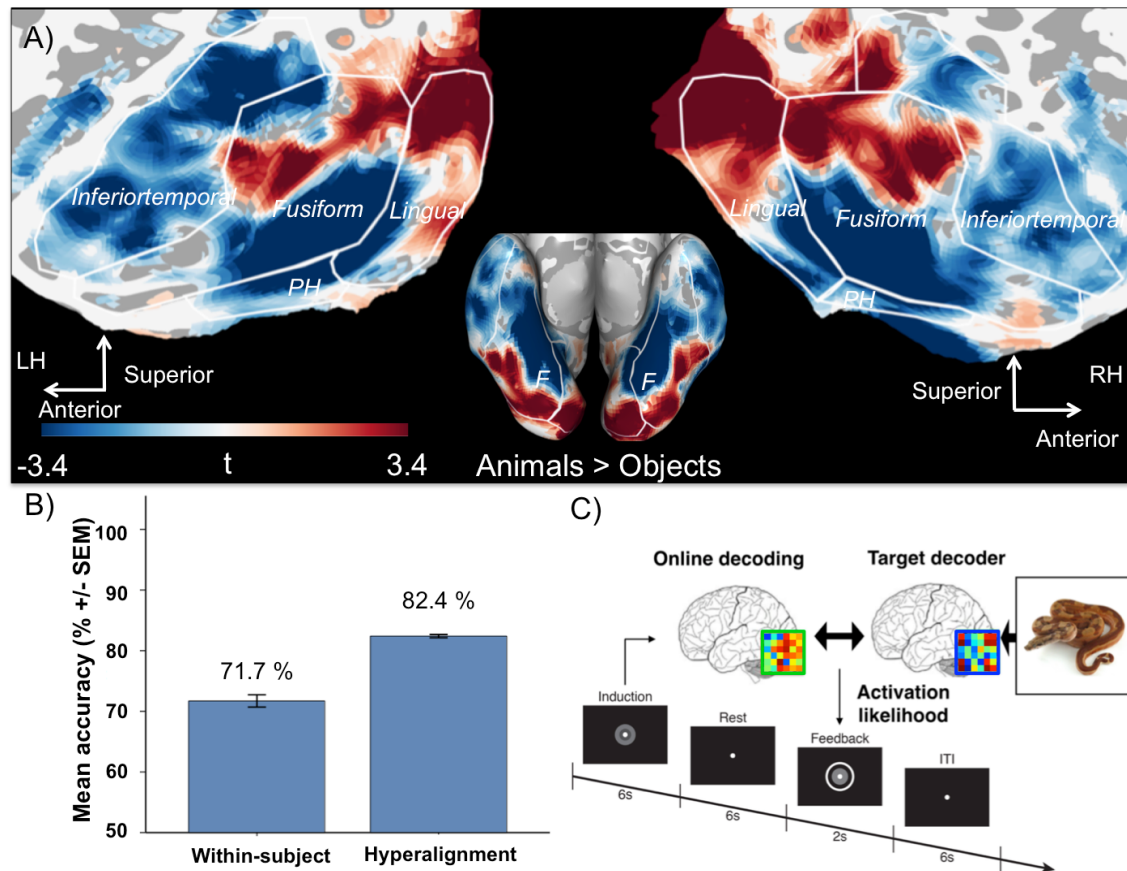 A)
Inferiortemporal
Fusiform
Lingual
PH
Lingual
Fusiform
Inferiortemporal
PH
F
F
LH
Superior
Anterior
Superior
RH
Anterior
-3.4
t
3.4
Animals > Objects
B)
Mean accuracy (% +/- SEM)
100
90
80
70
60
50
71.7 %
82.4 %
Within-subject
Hyperalignment
C)
Online decoding
Target decoder
Activation
likelihood
Induction
Rest
Feedback
ITI
6s
6s
2s
6s